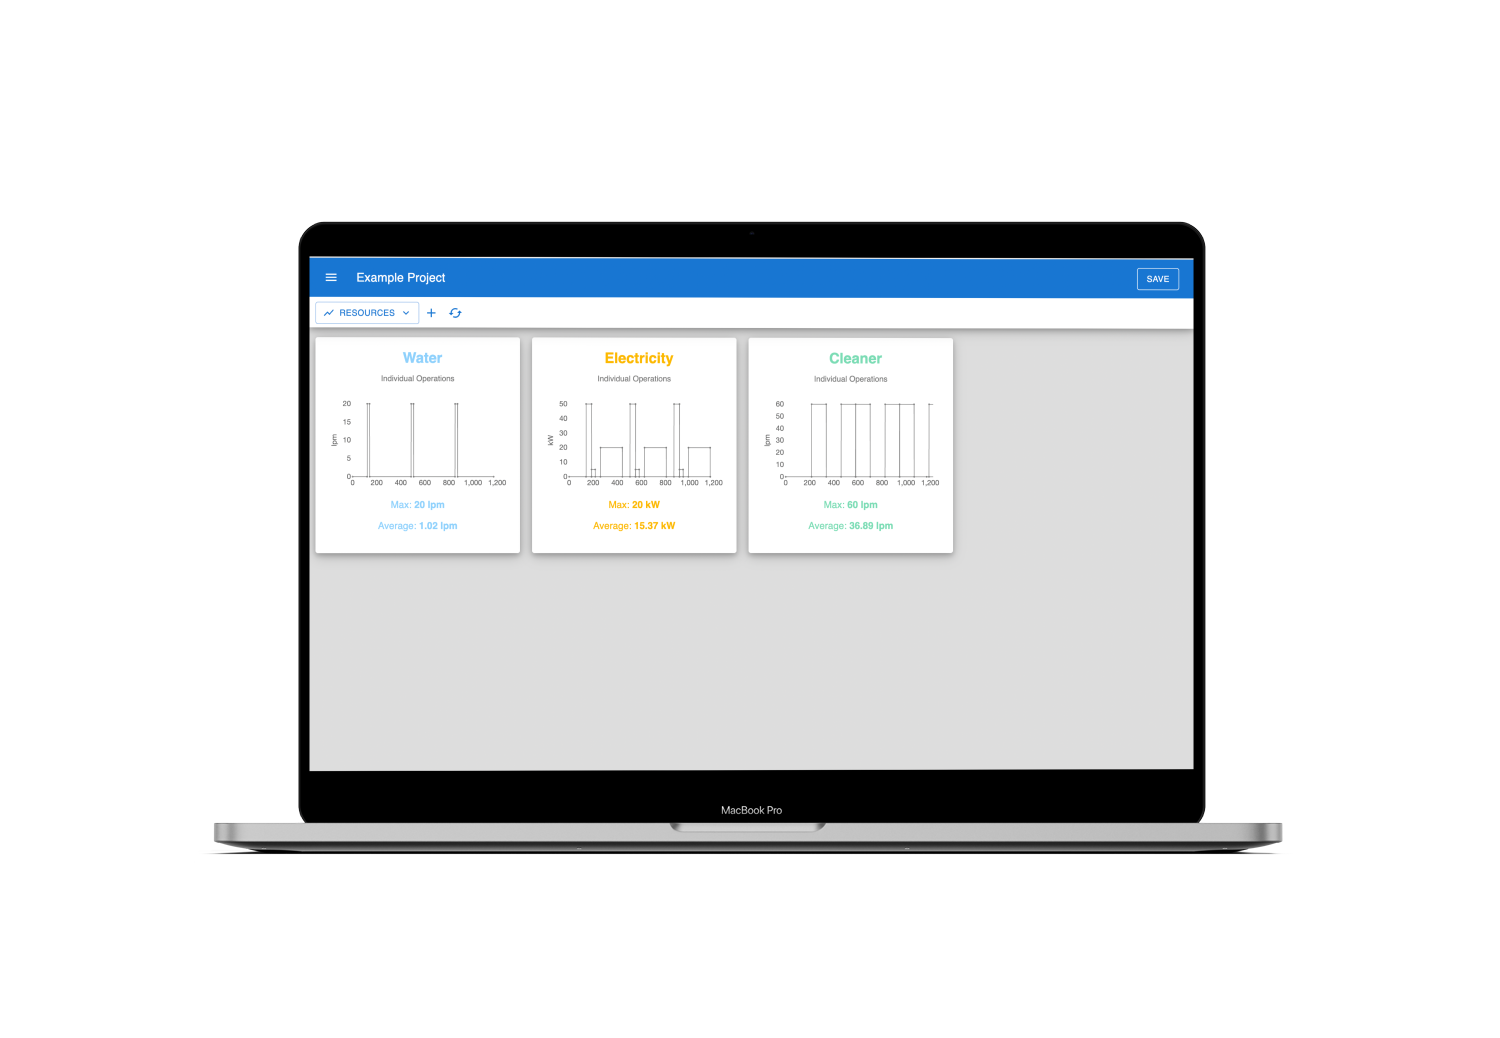 Example Project
SAVE
RESOURCES
Water
Individual Operations
20
15
10
5
0
lpm
0 200 400 600 800 1,000 1,200
Max: 20 lpm
Average: 1.02 lpm
Electricity
Individual Operations
50
40
30
20
10
0
kW
0 200 400 600 800 1,000 1,200
Max: 20 kW
Average: 15.37 kW
Cleaner
Individual Operations
60
50
40
30
20
10
0
lpm
0 200 400 600 800 1,000 1,200
Max: 60 lpm
Average: 36.89 lpm
MacBook Pro